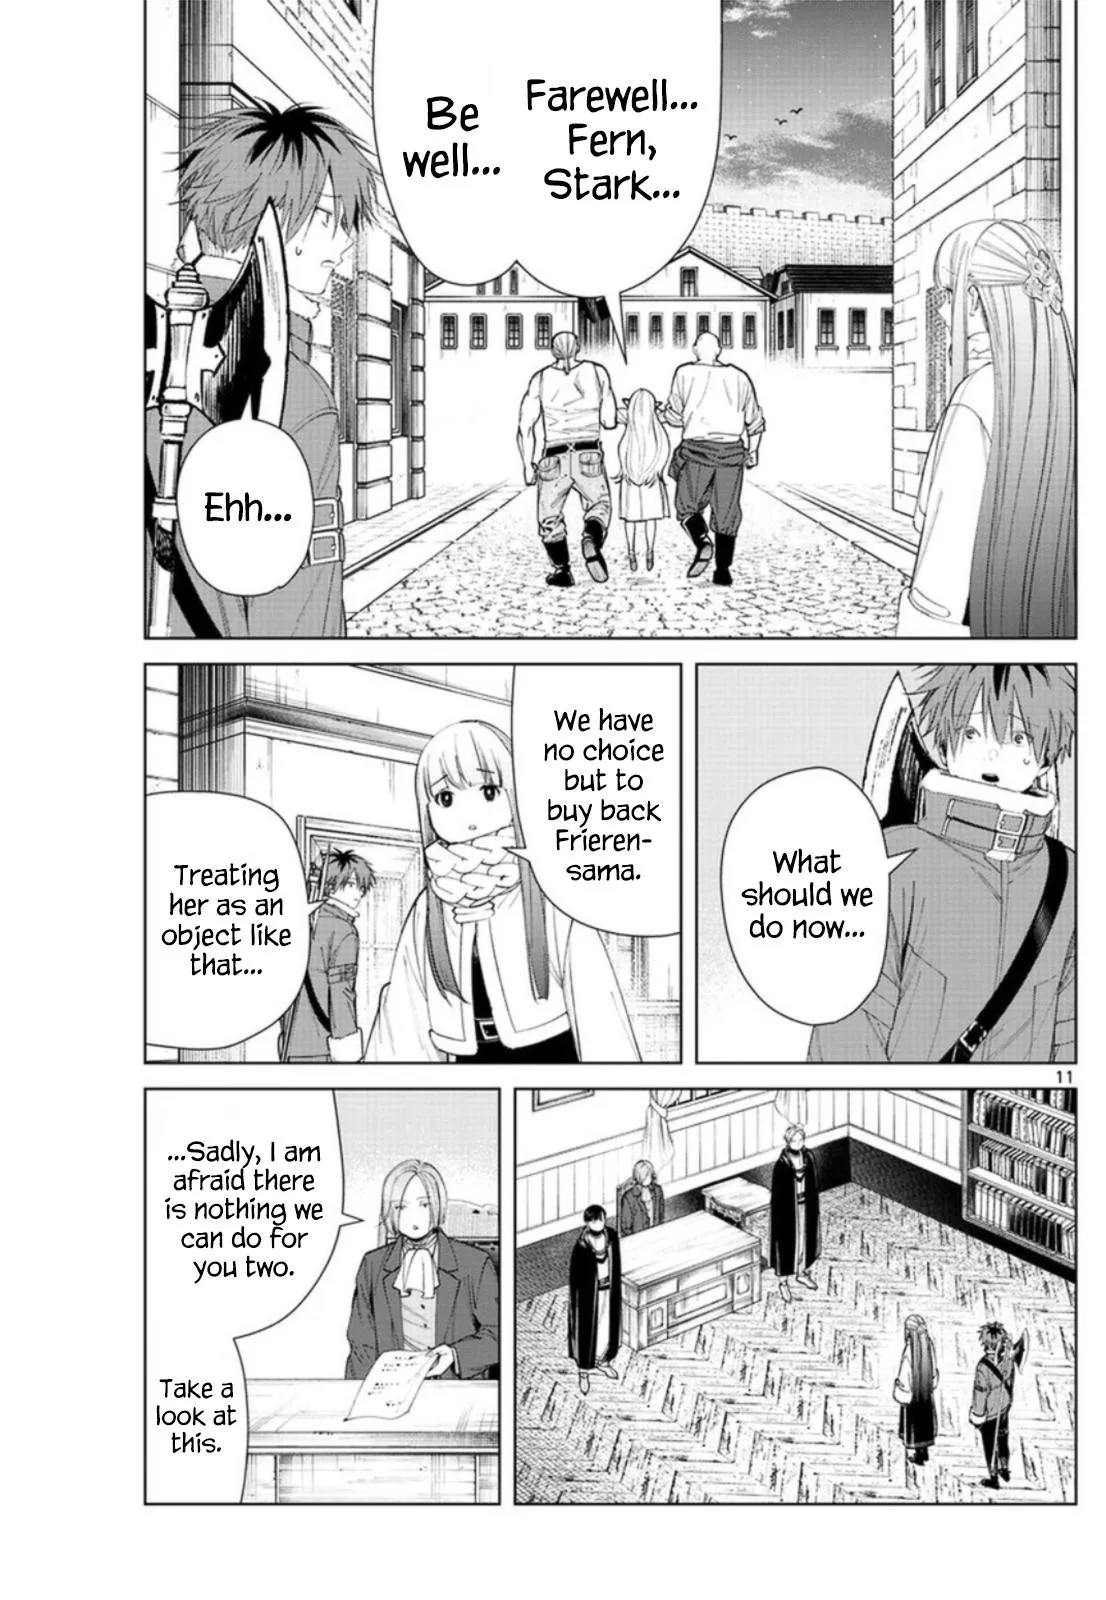 Farewell...
Fern,
Stark...
Be
well...
Ehh...
What
should we
do now...
We have
no choice
but to
buy back
Frieren-
sama.
Treating
her as an
object like
that...
11
...Sadly, I am
afraid there
is nothing we
can do for
you two.
Take a
look at
this.